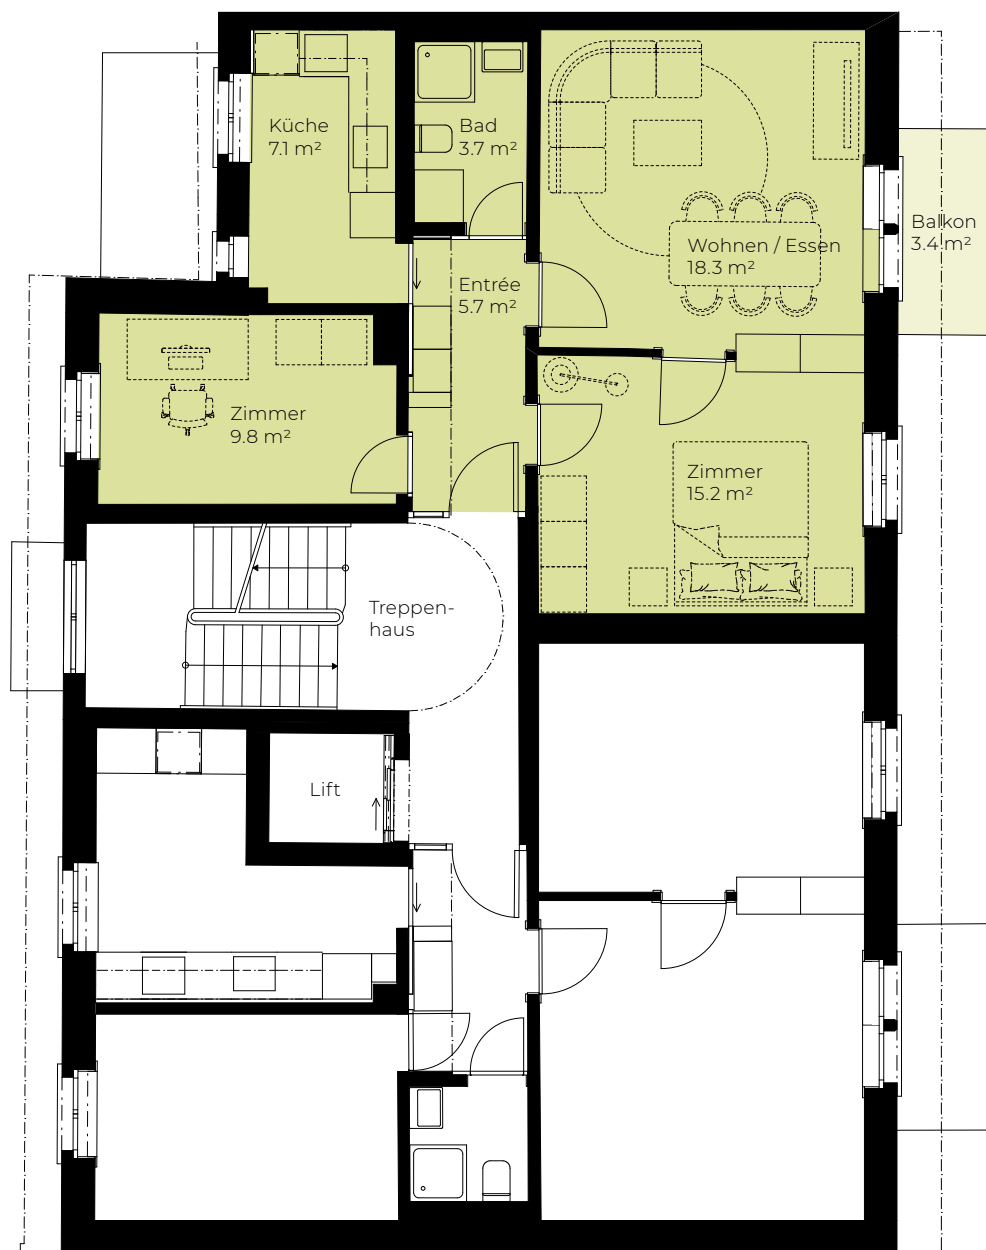 Küche
7.1 m²
Bad
3.7 m²
Wohnen / Essen
18.3 m²
Balkon
3.4 m²
Entrée
5.7 m²
Zimmer
9.8 m²
Zimmer
15.2 m²
Treppen-
haus
Lift